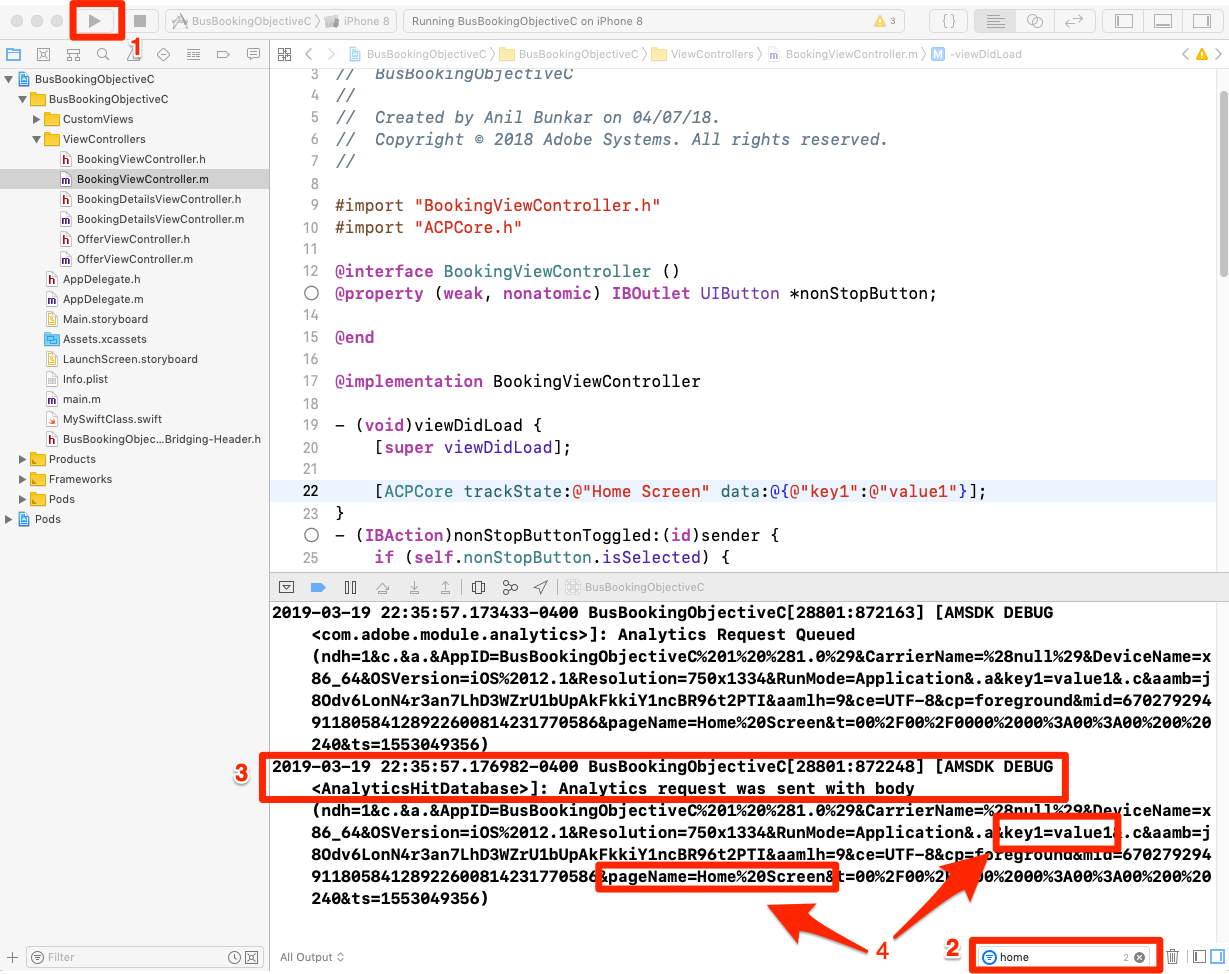 BusBookingObjectiveC iPhone 8
Running BusBookingObjectiveC on iPhone 8
3
1
BusBookingObjectiveC
BusBookingObjectiveC
CustomViews
ViewControllers
BookingViewController.h
BookingViewController.m
BookingDetailsViewController.h
BookingDetailsViewController.m
OfferViewController.h
OfferViewController.m
AppDelegate.h
AppDelegate.m
Main.storyboard
Assets.xcassets
LaunchScreen.storyboard
Info.plist
main.m
MySwiftClass.swift
BusBookingObjec...Bridging-Header.h
Products
Frameworks
Pods
Pods
Filter
BusBookingObjectiveC BusBookingObjectiveC ViewControllers BookingViewController.m M -viewDidLoad
3 // BusBookingObjectiveC
4 //
5 // Created by Anil Bunkar on 04/07/18.
6 // Copyright © 2018 Adobe Systems. All rights reserved.
7 //
8
9 #import "BookingViewController.h"
10 #import "ACPCore.h"
11
12 @interface BookingViewController ()
@property (weak, nonatomic) IBOutlet UIButton *nonStopButton;
14
15 @end
16
17 @implementation BookingViewController
18
19 - (void)viewDidLoad {
20 [super viewDidLoad];
21
22 [ACPCore trackState:@"Home Screen" data:@{@"key1":@"value1"}];
23 }
- (IBAction)nonStopButtonToggled:(id)sender {
25 if (self.nonStopButton.isSelected) {
BusBookingObjectiveC
2019-03-19 22:35:57.173433-0400 BusBookingObjectiveC[28801:872163] [AMSDK DEBUG
<com.adobe.module.analytics>]: Analytics Request Queued
(ndh=1&c.&a.&AppID=BusBookingObjectiveC%201%20%281.0%29&CarrierName=%28null%29&DeviceName=x
86_64&OSVersion=iOS%2012.1&Resolution=750x1334&RunMode=Application&.a&key1=value1&.c&aamb=j
8Odv6LonN4r3an7LhD3WZrU1bUpAkFkkiY1ncBR96t2PTI&aamlh=9&ce=UTF-8&cp=foreground&mid=670279294
91180584128922600814231770586&pageName=Home%20Screen&t=00%2F00%2F0000%2000%3A00%3A00%200%20
240&ts=1553049356)
3
2019-03-19 22:35:57.176982-0400 BusBookingObjectiveC[28801:872248] [AMSDK DEBUG
<AnalyticsHitDatabase>]: Analytics request was sent with body
(ndh=1&c.&a.&AppID=BusBookingObjectiveC%201%20%281.0%29&CarrierName=%28null%29&DeviceName=x
86_64&OSVersion=iOS%2012.1&Resolution=750x1334&RunMode=Application&.a&key1=value1&.c&aamb=j
8Odv6LonN4r3an7LhD3WZrU1bUpAkFkkiY1ncBR96t2PTI&aamlh=9&ce=UTF-8&cp=foreground&mid=670279294
91180584128922600814231770586&pageName=Home%20Screen&t=00%2F00%2F0000%2000%3A00%3A00%200%20
240&ts=1553049356)
4
2
All Output
home 2